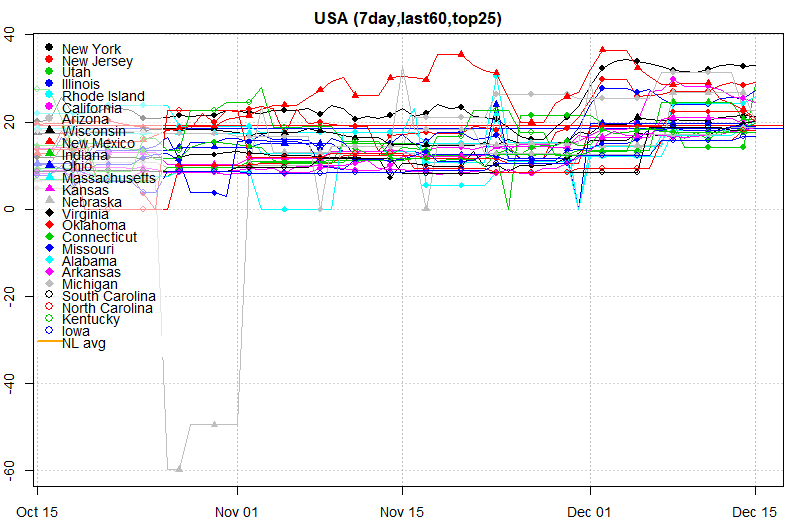 USA (7day,last60,top25)
40
20
0
-20
-40
-60
New York
New Jersey
Utah
Illinois
Rhode Island
California
Arizona
Wisconsin
New Mexico
Indiana
Ohio
Massachusetts
Kansas
Nebraska
Virginia
Oklahoma
Connecticut
Missouri
Alabama
Arkansas
Michigan
South Carolina
North Carolina
Kentucky
Iowa
NL avg
Oct 15 Nov 01 Nov 15 Dec 01 Dec 15